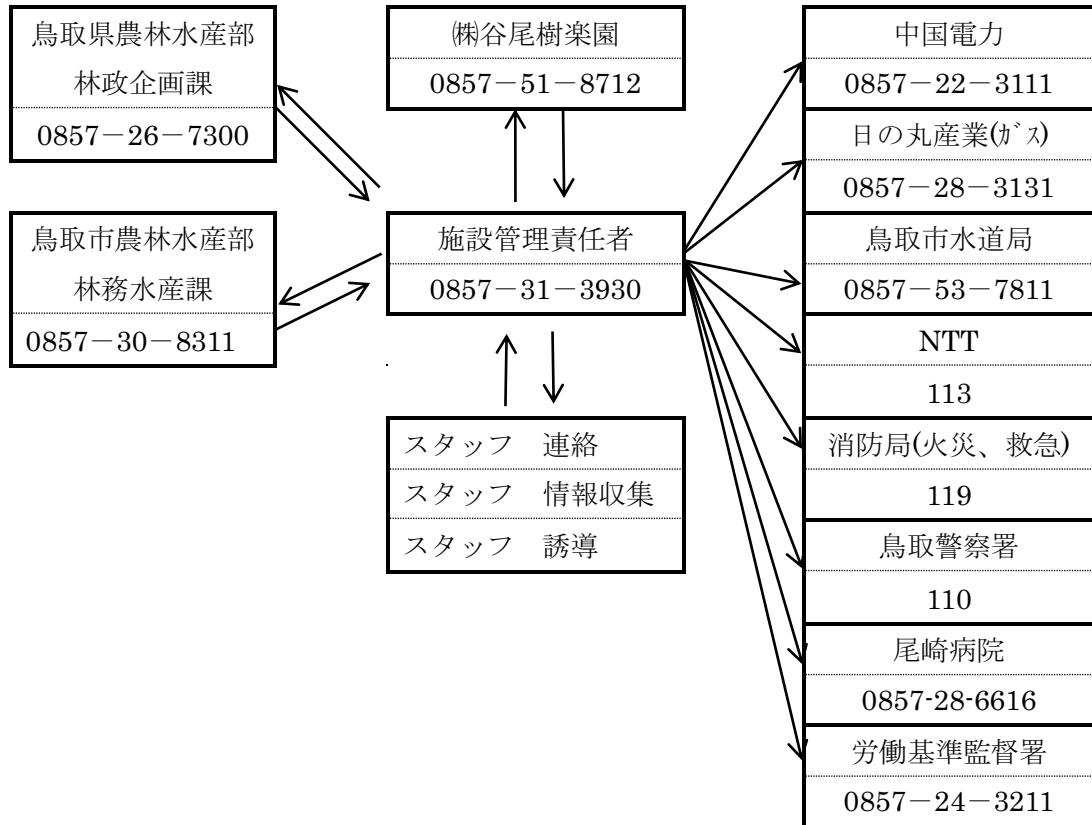 鳥取県農林水産部
林政企画課
0857－26－7300
鳥取市農林水産部
林務水産課
0857－30－8311
㈱谷尾樹楽園
0857－51－8712
施設管理責任者
0857－31－3930
スタッフ　連絡
スタッフ　情報収集
スタッフ　誘導
中国電力
0857－22－3111
日の丸産業(ｶﾞｽ)
0857－28－3131
鳥取市水道局
0857－53－7811
NTT
113
消防局(火災、救急)
119
鳥取警察署
110
尾崎病院
0857-28-6616
労働基準監督署
0857－24－3211